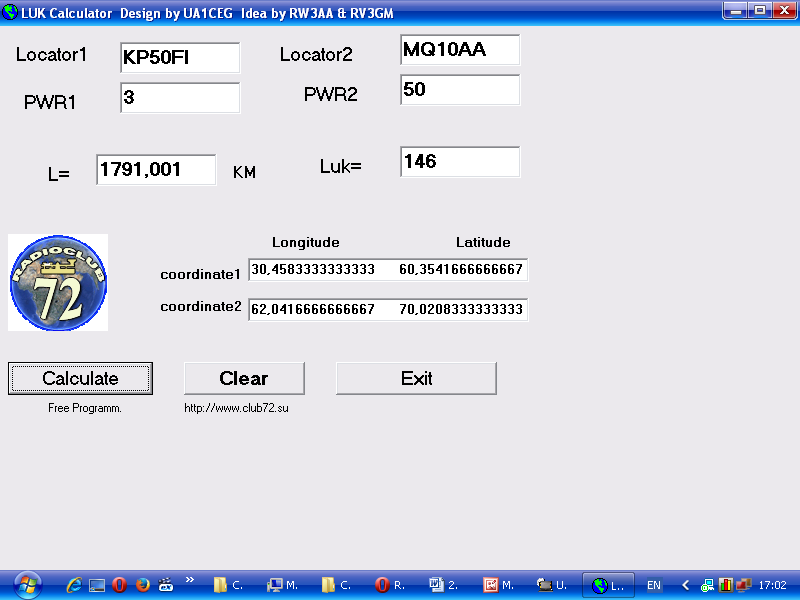 LUK Calculator Design by UA1CEG Idea by RW3AA & RV3GM
Locator1 KP50FI Locator2 MQ10AA
PWR1 3 PWR2 50
L= 1791,001 KM Luk= 146
Longitude Latitude
RADIOCLUB
72
coordinate1 30,4583333333333 60,3541666666667
coordinate2 62,0416666666667 70,0208333333333
Calculate Clear Exit
Free Programm. http://www.club72.su
» C. M. C. R. 2. M. U. L.. EN 17:02